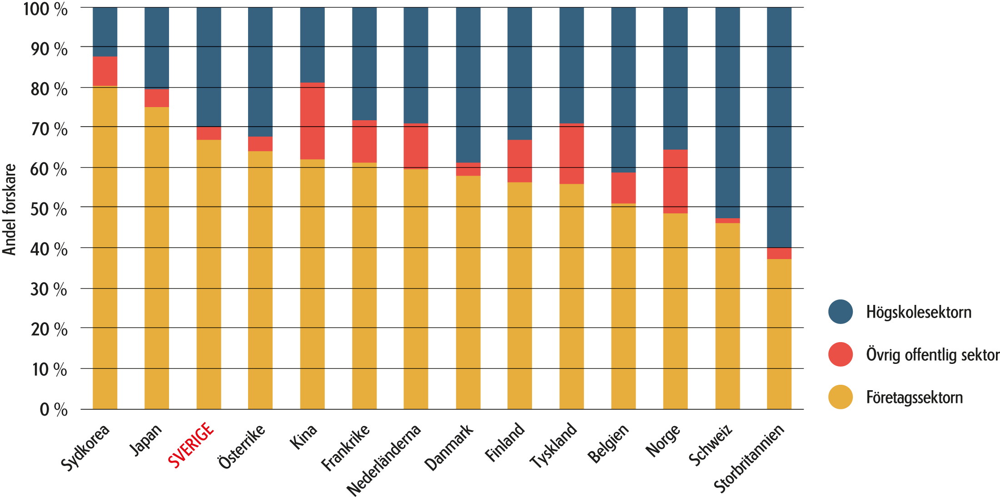 100 %
90 %
80 %
70 %
60 %
50 %
40 %
30 %
20 %
10 %
0 %
Andel forskare
Sydkorea
Japan
SVERIGE
Österrike
Kina
Frankrike
Nederländerna
Danmark
Finland
Tyskland
Belgien
Norge
Schweiz
Storbritannien
Högskolesektorn
Övrig offentlig sektor
Företagssektorn